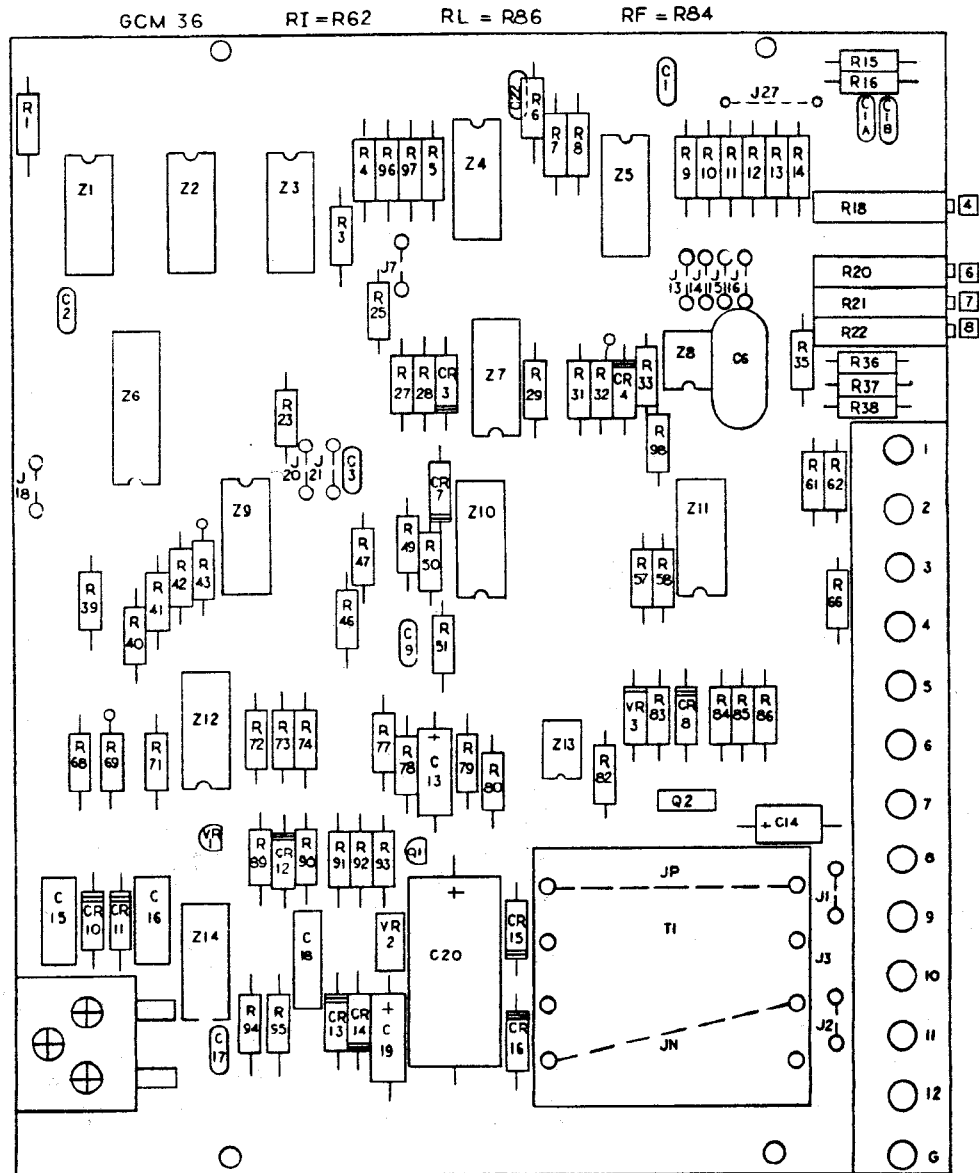 GCM 36 RI = R62 RL = R86 RF = R84
R15
R16
C1
C22
R6
J27
R1
R7 R8
C1A C1B
R4 R96 R97 R5
Z4
Z5
R9 R10 R11 R12 R13 R14
Z1 Z2 Z3
R18 4
R3
J7
J13 J14 J15 J16
R20 6
R21 7
R22 8
C2
R25
Z6
R27 R28 CR3
Z7
R29
R31 R32 CR4 R33
Z8
C6
R35
R36
R37
R38
R23
R98
J18
J20 J21
C3
CR7
R61 R62
1
Z9
Z10
Z11
2
R47
R49 R50
R57 R58
3
R39 R40 R41 R42 R43
R46
R66
C9
R51
4
5
Z12
VR3 R83 CR8 R84 R85 R86
R68 R69 R71
R72 R73 R74
R77 R78
+ C13
R79 R80
Z13
R82
6
Q2
7
+ C14
VR1
R89 CR12 R90 R91 R92 R93
Q1
8
C15 CR10 CR11 C16
JP
J1
+ C20
CR15
T1
9
Z14
C18
VR2
J3
10
R94 R95
CR13 CR14
+ C19
CR16
JN
J2
11
C17
12
G